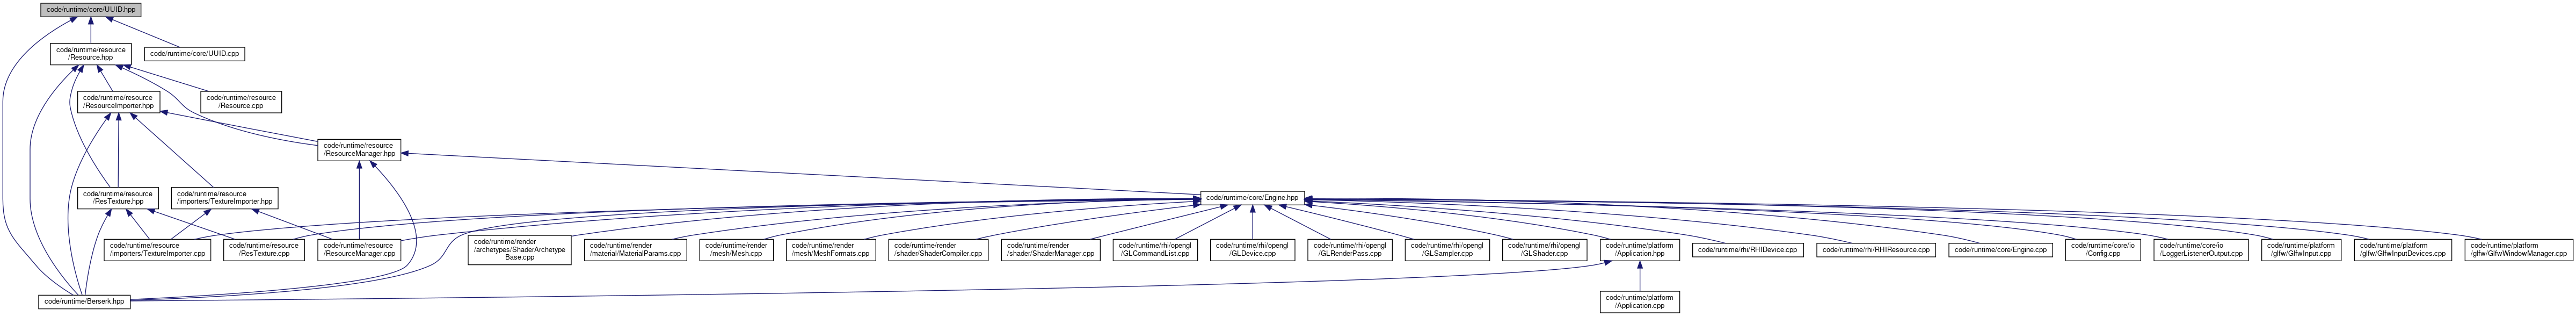 code/runtime/core/UUID.hpp
code/runtime/resource
/Resource.hpp
code/runtime/core/UUID.cpp
code/runtime/resource
/ResourceImporter.hpp
code/runtime/resource
/Resource.cpp
code/runtime/resource
/ResourceManager.hpp
code/runtime/resource
/ResTexture.hpp
code/runtime/resource
/importers/TextureImporter.hpp
code/runtime/core/Engine.hpp
code/runtime/resource
/importers/TextureImporter.cpp
code/runtime/resource
/ResTexture.cpp
code/runtime/resource
/ResourceManager.cpp
code/runtime/render
/archetypes/ShaderArchetype
Base.cpp
code/runtime/render
/material/MaterialParams.cpp
code/runtime/render
/mesh/Mesh.cpp
code/runtime/render
/mesh/MeshFormats.cpp
code/runtime/render
/shader/ShaderCompiler.cpp
code/runtime/render
/shader/ShaderManager.cpp
code/runtime/rhi/opengl
/GLCommandList.cpp
code/runtime/rhi/opengl
/GLDevice.cpp
code/runtime/rhi/opengl
/GLRenderPass.cpp
code/runtime/rhi/opengl
/GLSampler.cpp
code/runtime/rhi/opengl
/GLShader.cpp
code/runtime/platform
/Application.hpp
code/runtime/rhi/RHIDevice.cpp
code/runtime/rhi/RHIResource.cpp
code/runtime/core/Engine.cpp
code/runtime/core/io
/Config.cpp
code/runtime/core/io
/LoggerListenerOutput.cpp
code/runtime/platform
/glfw/GlfwInput.cpp
code/runtime/platform
/glfw/GlfwInputDevices.cpp
code/runtime/platform
/glfw/GlfwWindowManager.cpp
code/runtime/Berserk.hpp
code/runtime/platform
/Application.cpp